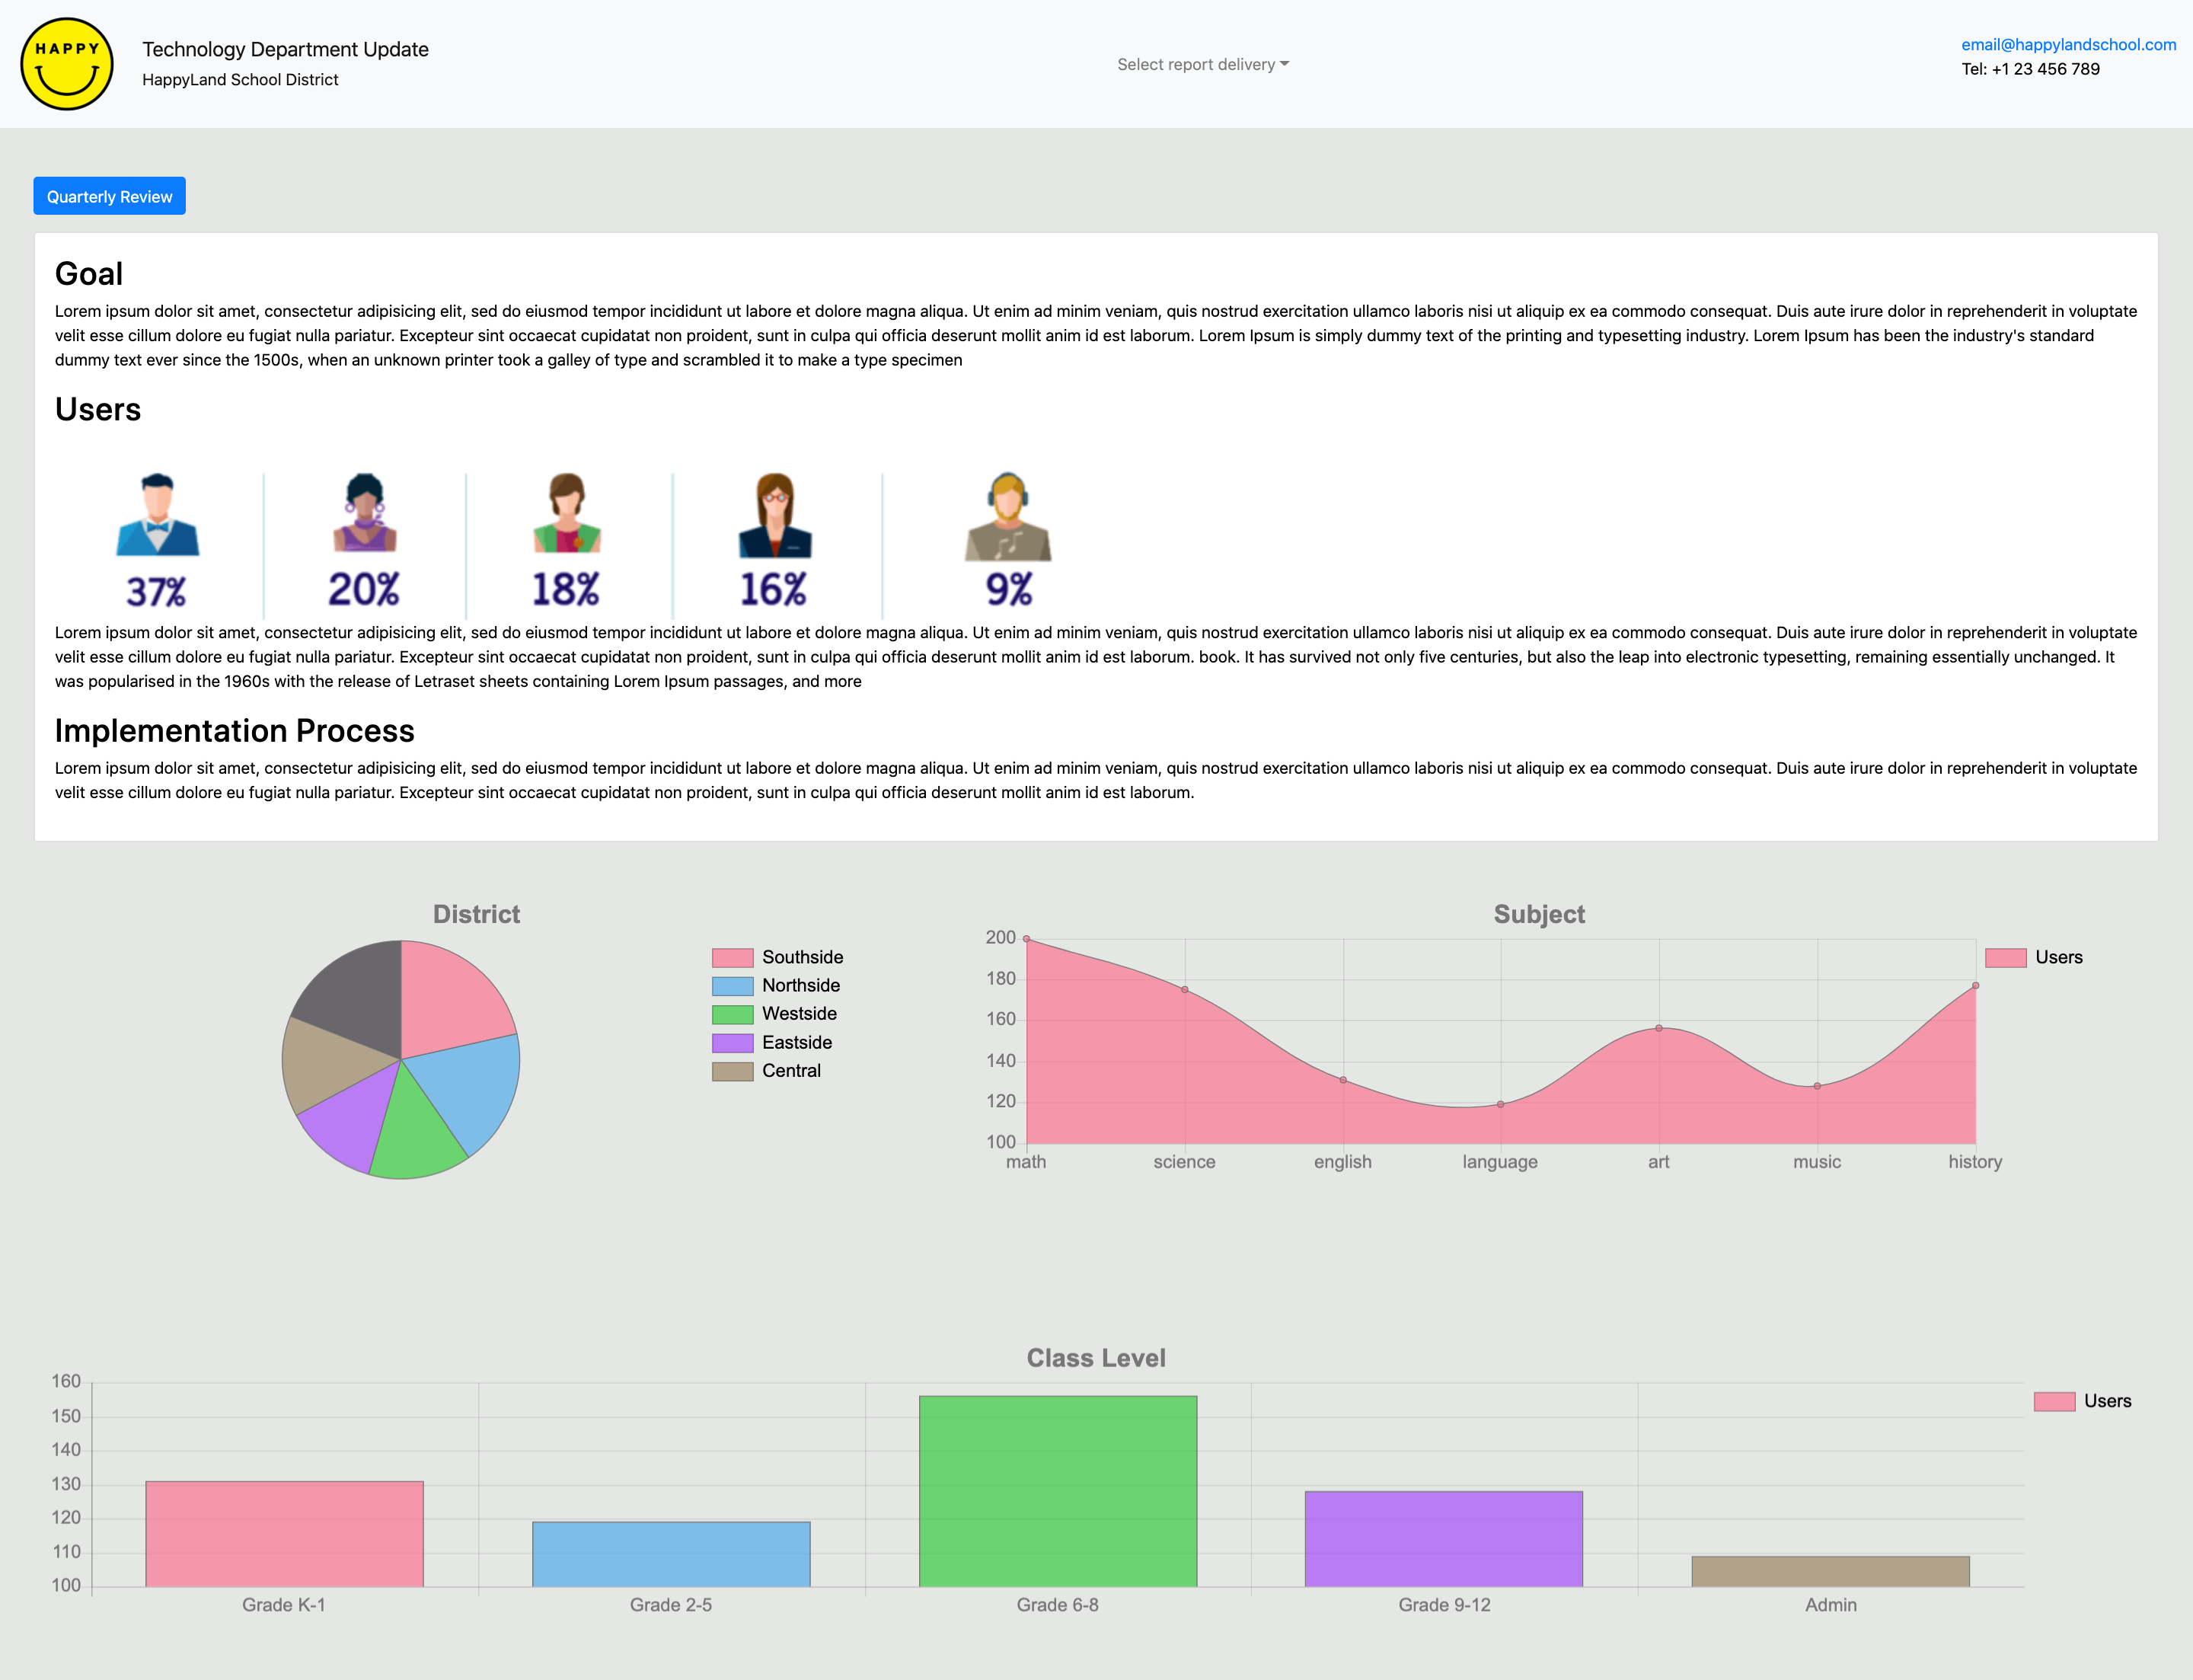 HAPPY
Technology Department Update
HappyLand School District
Select report delivery
email@happylandschool.com
Tel: +1 23 456 789
Quarterly Review
Goal
Lorem ipsum dolor sit amet, consectetur adipisicing elit, sed do eiusmod tempor incididunt ut labore et dolore magna aliqua. Ut enim ad minim veniam, quis nostrud exercitation ullamco laboris nisi ut aliquip ex ea commodo consequat. Duis aute irure dolor in reprehenderit in voluptate
velit esse cillum dolore eu fugiat nulla pariatur. Excepteur sint occaecat cupidatat non proident, sunt in culpa qui officia deserunt mollit anim id est laborum. Lorem Ipsum is simply dummy text of the printing and typesetting industry. Lorem Ipsum has been the industry's standard
dummy text ever since the 1500s, when an unknown printer took a galley of type and scrambled it to make a type specimen
Users
37% 20% 18% 16% 9%
Lorem ipsum dolor sit amet, consectetur adipisicing elit, sed do eiusmod tempor incididunt ut labore et dolore magna aliqua. Ut enim ad minim veniam, quis nostrud exercitation ullamco laboris nisi ut aliquip ex ea commodo consequat. Duis aute irure dolor in reprehenderit in voluptate
velit esse cillum dolore eu fugiat nulla pariatur. Excepteur sint occaecat cupidatat non proident, sunt in culpa qui officia deserunt mollit anim id est laborum. book. It has survived not only five centuries, but also the leap into electronic typesetting, remaining essentially unchanged. It
was popularised in the 1960s with the release of Letraset sheets containing Lorem Ipsum passages, and more
Implementation Process
Lorem ipsum dolor sit amet, consectetur adipisicing elit, sed do eiusmod tempor incididunt ut labore et dolore magna aliqua. Ut enim ad minim veniam, quis nostrud exercitation ullamco laboris nisi ut aliquip ex ea commodo consequat. Duis aute irure dolor in reprehenderit in voluptate
velit esse cillum dolore eu fugiat nulla pariatur. Excepteur sint occaecat cupidatat non proident, sunt in culpa qui officia deserunt mollit anim id est laborum.
District
Southside
Northside
Westside
Eastside
Central
Subject
200
180
160
140
120
100
math science english language art music history
Users
Class Level
160
150
140
130
120
110
100
Grade K-1 Grade 2-5 Grade 6-8 Grade 9-12 Admin
Users